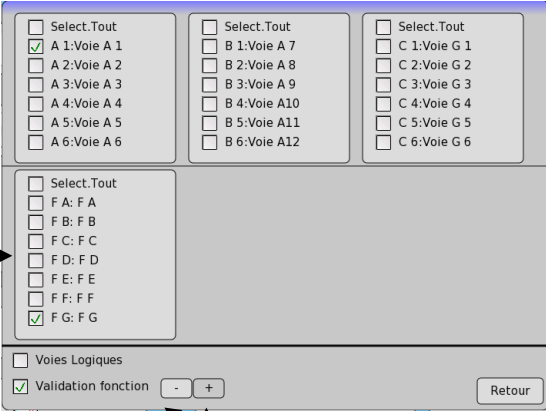 Select.Tout
A 1:Voie A 1
A 2:Voie A 2
A 3:Voie A 3
A 4:Voie A 4
A 5:Voie A 5
A 6:Voie A 6
Select.Tout
B 1:Voie A 7
B 2:Voie A 8
B 3:Voie A 9
B 4:Voie A10
B 5:Voie A11
B 6:Voie A12
Select.Tout
C 1:Voie G 1
C 2:Voie G 2
C 3:Voie G 3
C 4:Voie G 4
C 5:Voie G 5
C 6:Voie G 6
Select.Tout
F A: F A
F B: F B
F C: F C
F D: F D
F E: F E
F F: F F
F G: F G
Voies Logiques
Validation fonction - +
Retour